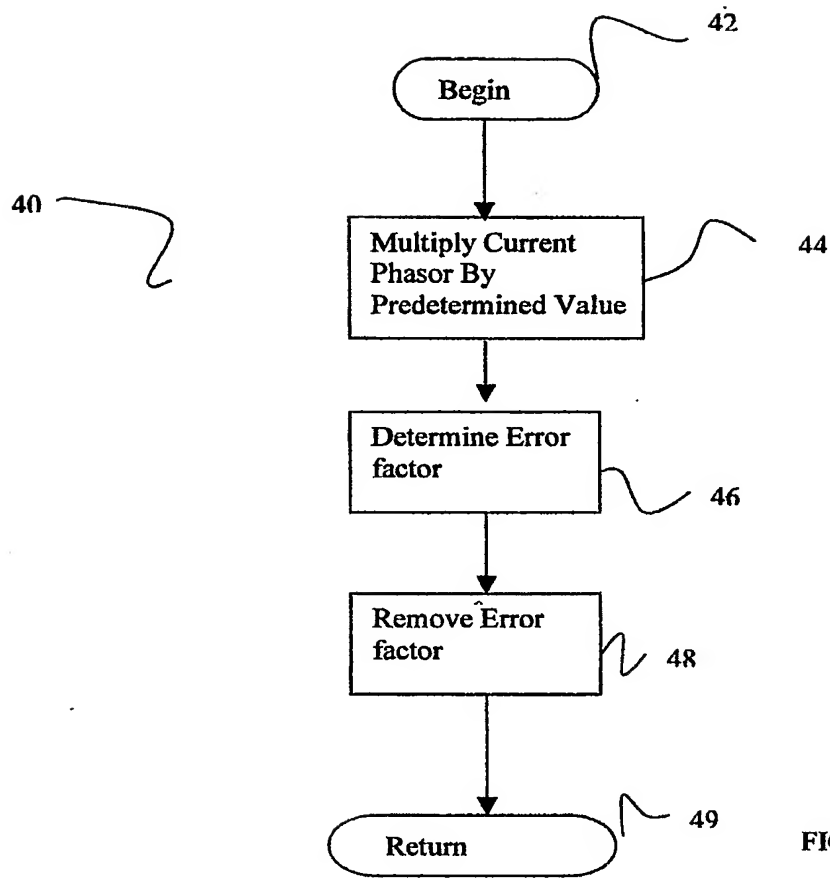 42
Begin
40
Multiply Current
Phasor By
Predetermined Value
44
Determine Error
factor
46
Remove Error
factor
48
49
Return